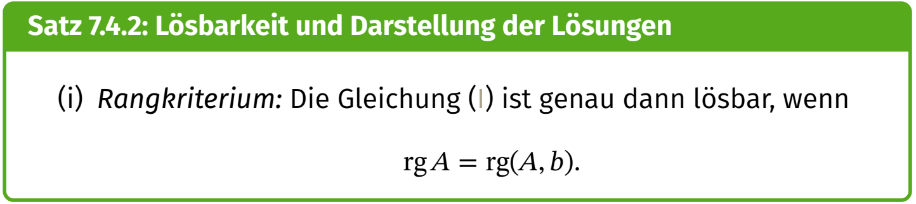 Satz 7.4.2: Lösbarkeit und Darstellung der Lösungen
(i) Rangkriterium: Die Gleichung (I) ist genau dann lösbar, wenn
rg A = rg(A, b).